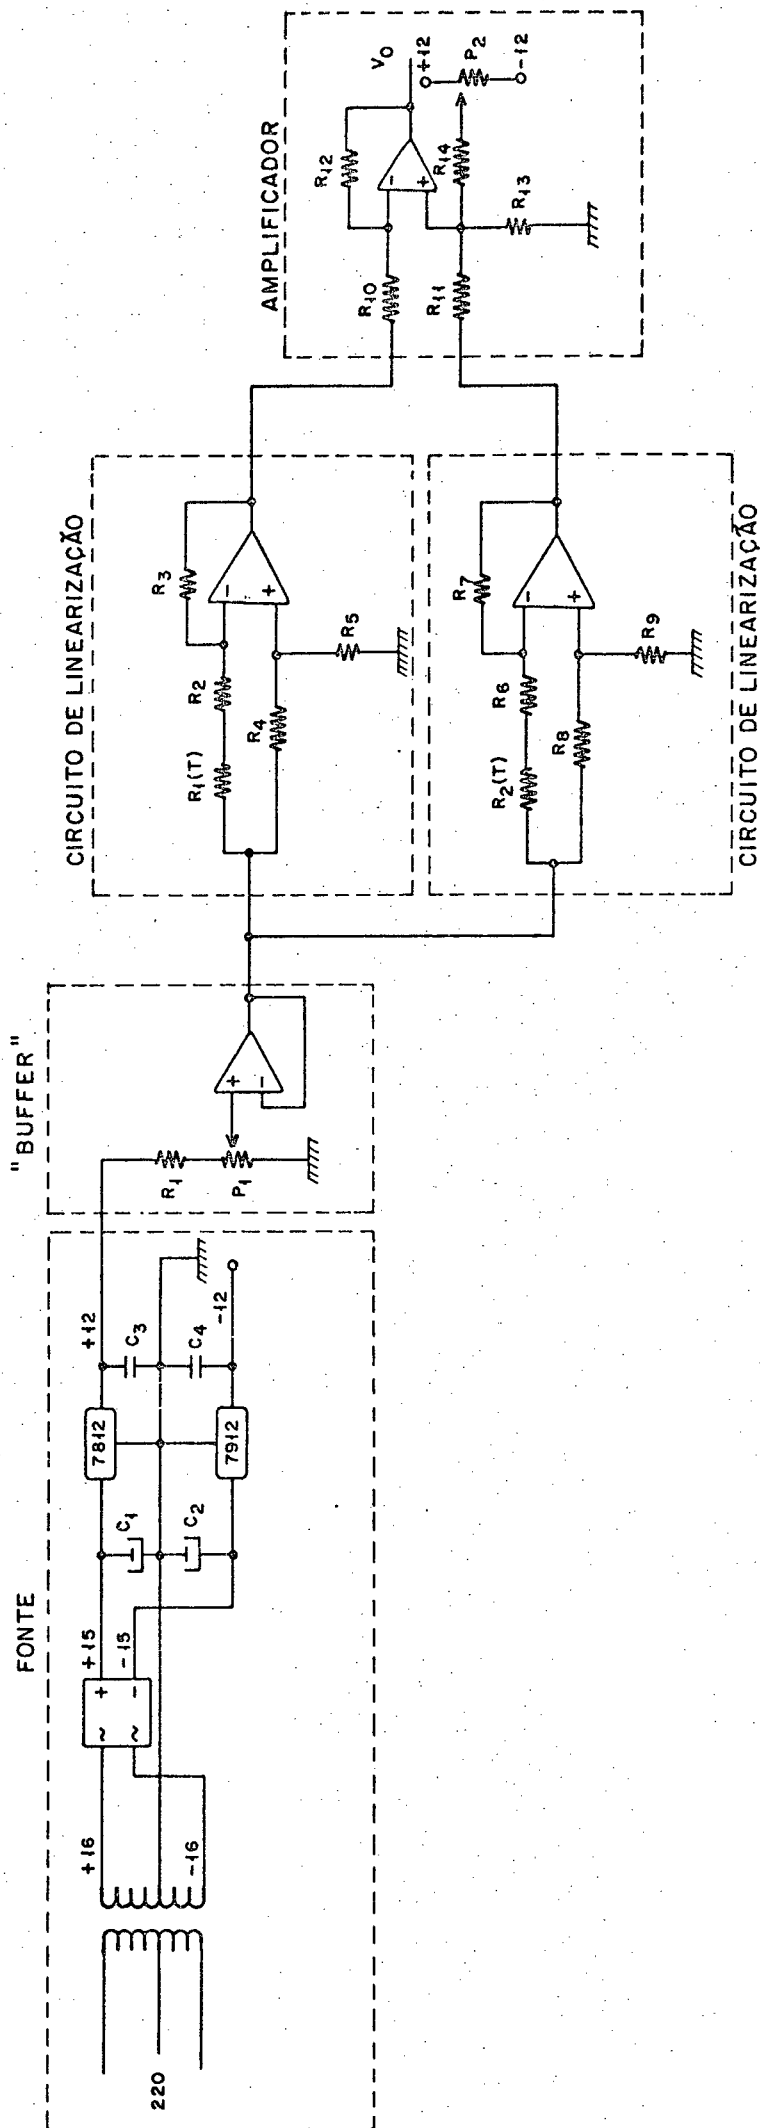 FONTE
220
+16
-16
~
~
+
-
+15
-15
C1
C2
7812
7912
+12
C3
C4
-12
"BUFFER"
R1
P1
+
-
CIRCUITO DE LINEARIZAÇÃO
R1(T)
R2
R3
R4
R5
-
+
CIRCUITO DE LINEARIZAÇÃO
R2(T)
R6
R7
R8
R9
-
+
AMPLIFICADOR
R10
R11
R12
-
+
R14
R13
VO
+12
P2
-12